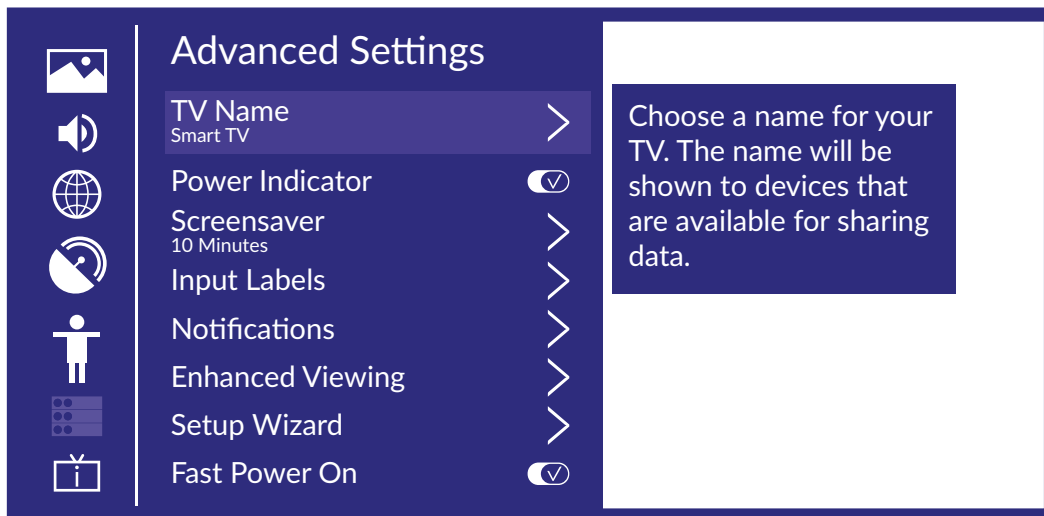 Advanced Settings
TV Name
Smart TV
Power Indicator
Screensaver
10 Minutes
Input Labels
Notifications
Enhanced Viewing
Setup Wizard
Fast Power On
Choose a name for your
TV. The name will be
shown to devices that
are available for sharing
data.
i